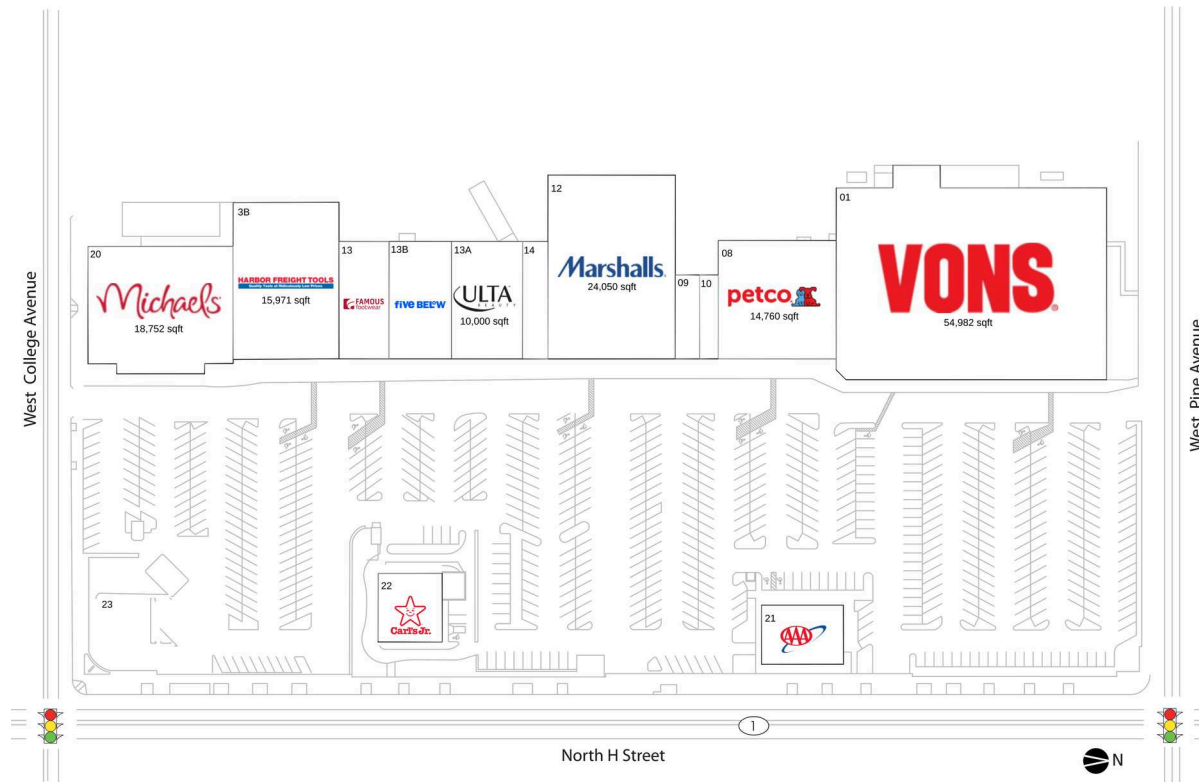 West College Avenue
20
Michaels
18,752 sqft
3B
HARBOR FREIGHT TOOLS
Quality Tools at Ridiculously Low Prices
15,971 sqft
13
FAMOUS
footwear
13B
five BELOW
13A
ULTA
BEAUTY
10,000 sqft
14
12
Marshalls.
24,050 sqft
09
10
08
petco
14,760 sqft
01
VONS
54,982 sqft
West Pine Avenue
23
22
Carl's Jr.
21
AAA
1
North H Street
N